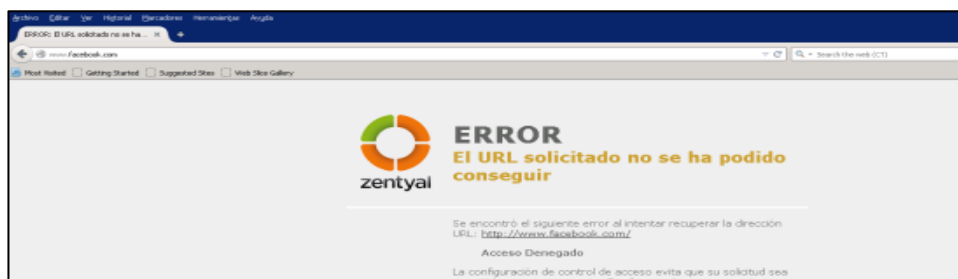 Archivo Editar Ver Historial Marcadores Herramientas Ayuda
ERROR: El URL solicitado no se ha...
www.facebook.com
Search the web (CT)
Most Visited Getting Started Suggested Sites Web Slice Gallery
zentyal
ERROR
El URL solicitado no se ha podido
conseguir
Se encontró el siguiente error al intentar recuperar la dirección
URL: http://www.facebook.com/
Acceso Denegado
La configuración de control de acceso evita que su solicitud sea